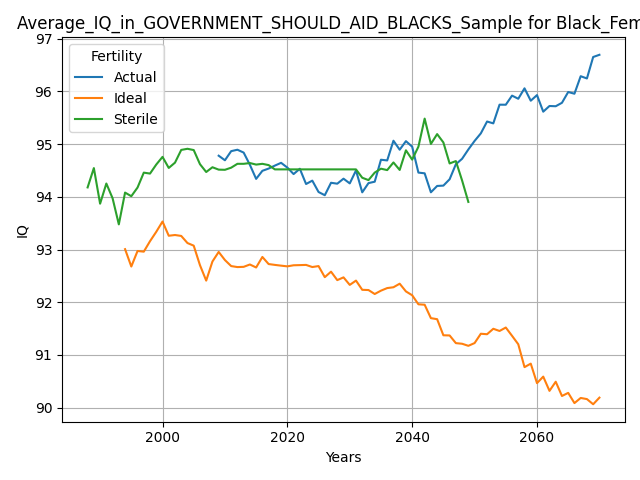 Average_IQ_in_GOVERNMENT_SHOULD_AID_BLACKS_Sample for Black_Fem
97
96
95
94
93
92
91
90
IQ
Fertility
Actual
Ideal
Sterile
2000
2020
2040
2060
Years